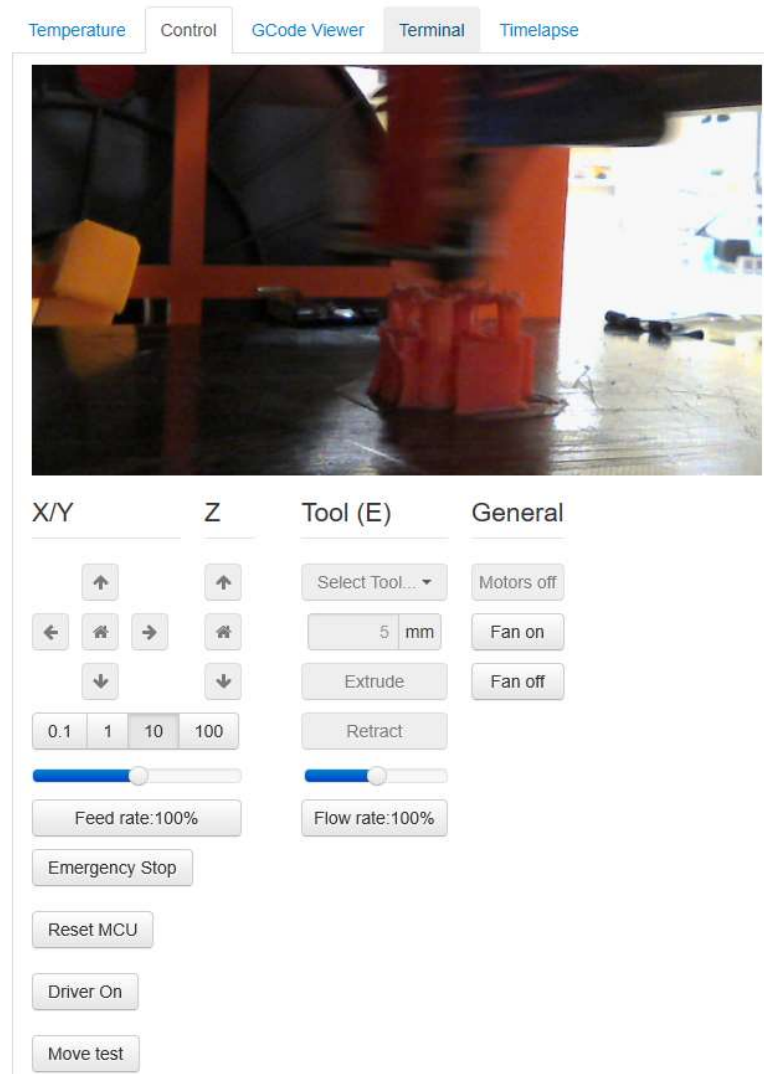 Temperature Control GCode Viewer Terminal Timelapse
X/Y Z Tool (E) General
Select Tool... Motors off
5 mm Fan on
Extrude Fan off
0.1 1 10 100 Retract
Feed rate:100% Flow rate:100%
Emergency Stop
Reset MCU
Driver On
Move test